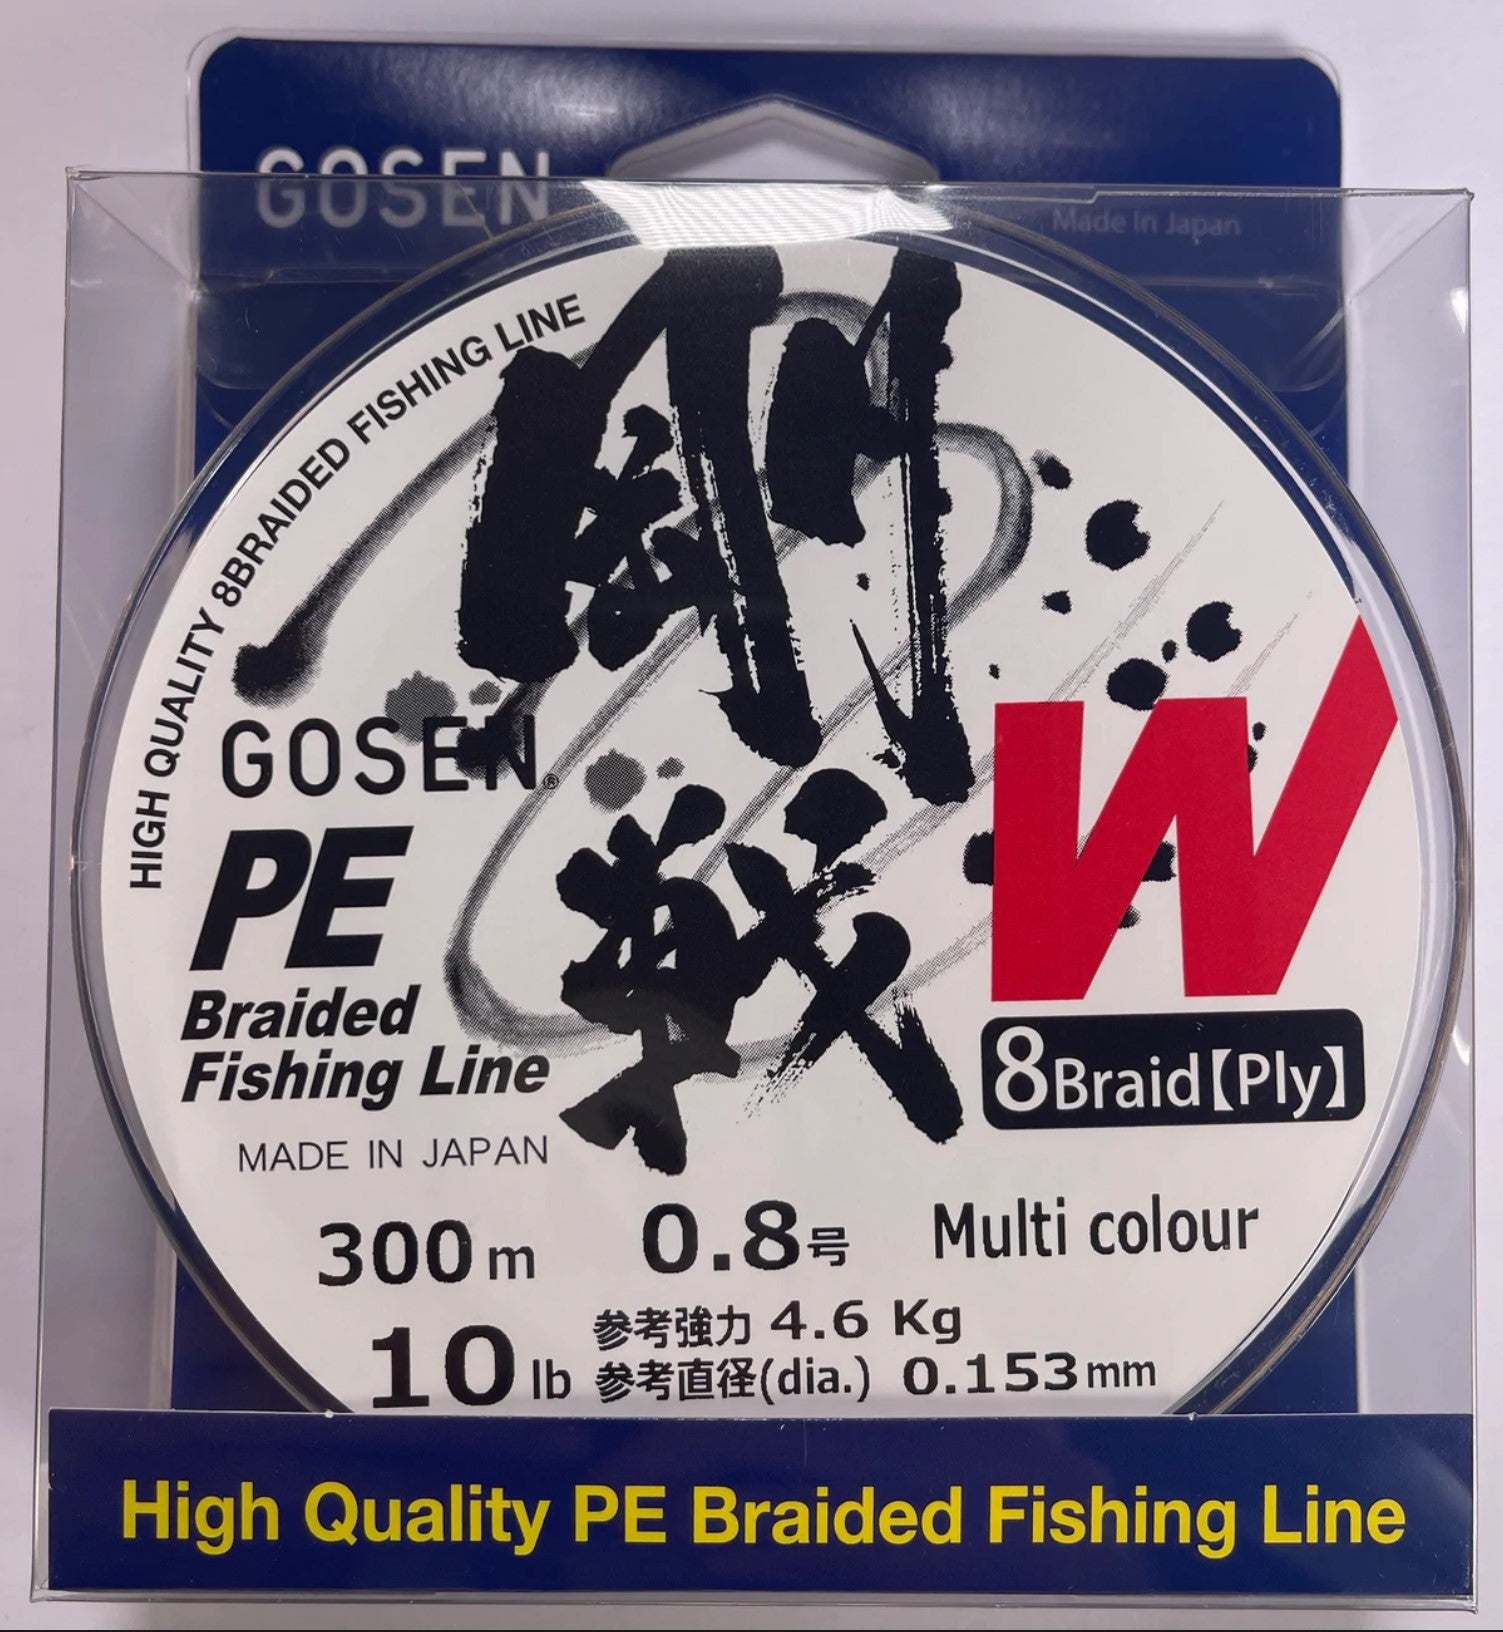 GOSEN
Made In Japan
HIGH QUALITY 8BRAIDED FISHING LINE
剛
戦
W
GOSEN®
PE
Braided
Fishing Line
8Braid【Ply】
MADE IN JAPAN
300m 0.8号 Multi colour
10lb 参考強力 4.6 Kg
参考直径(dia.) 0.153mm
High Quality PE Braided Fishing Line